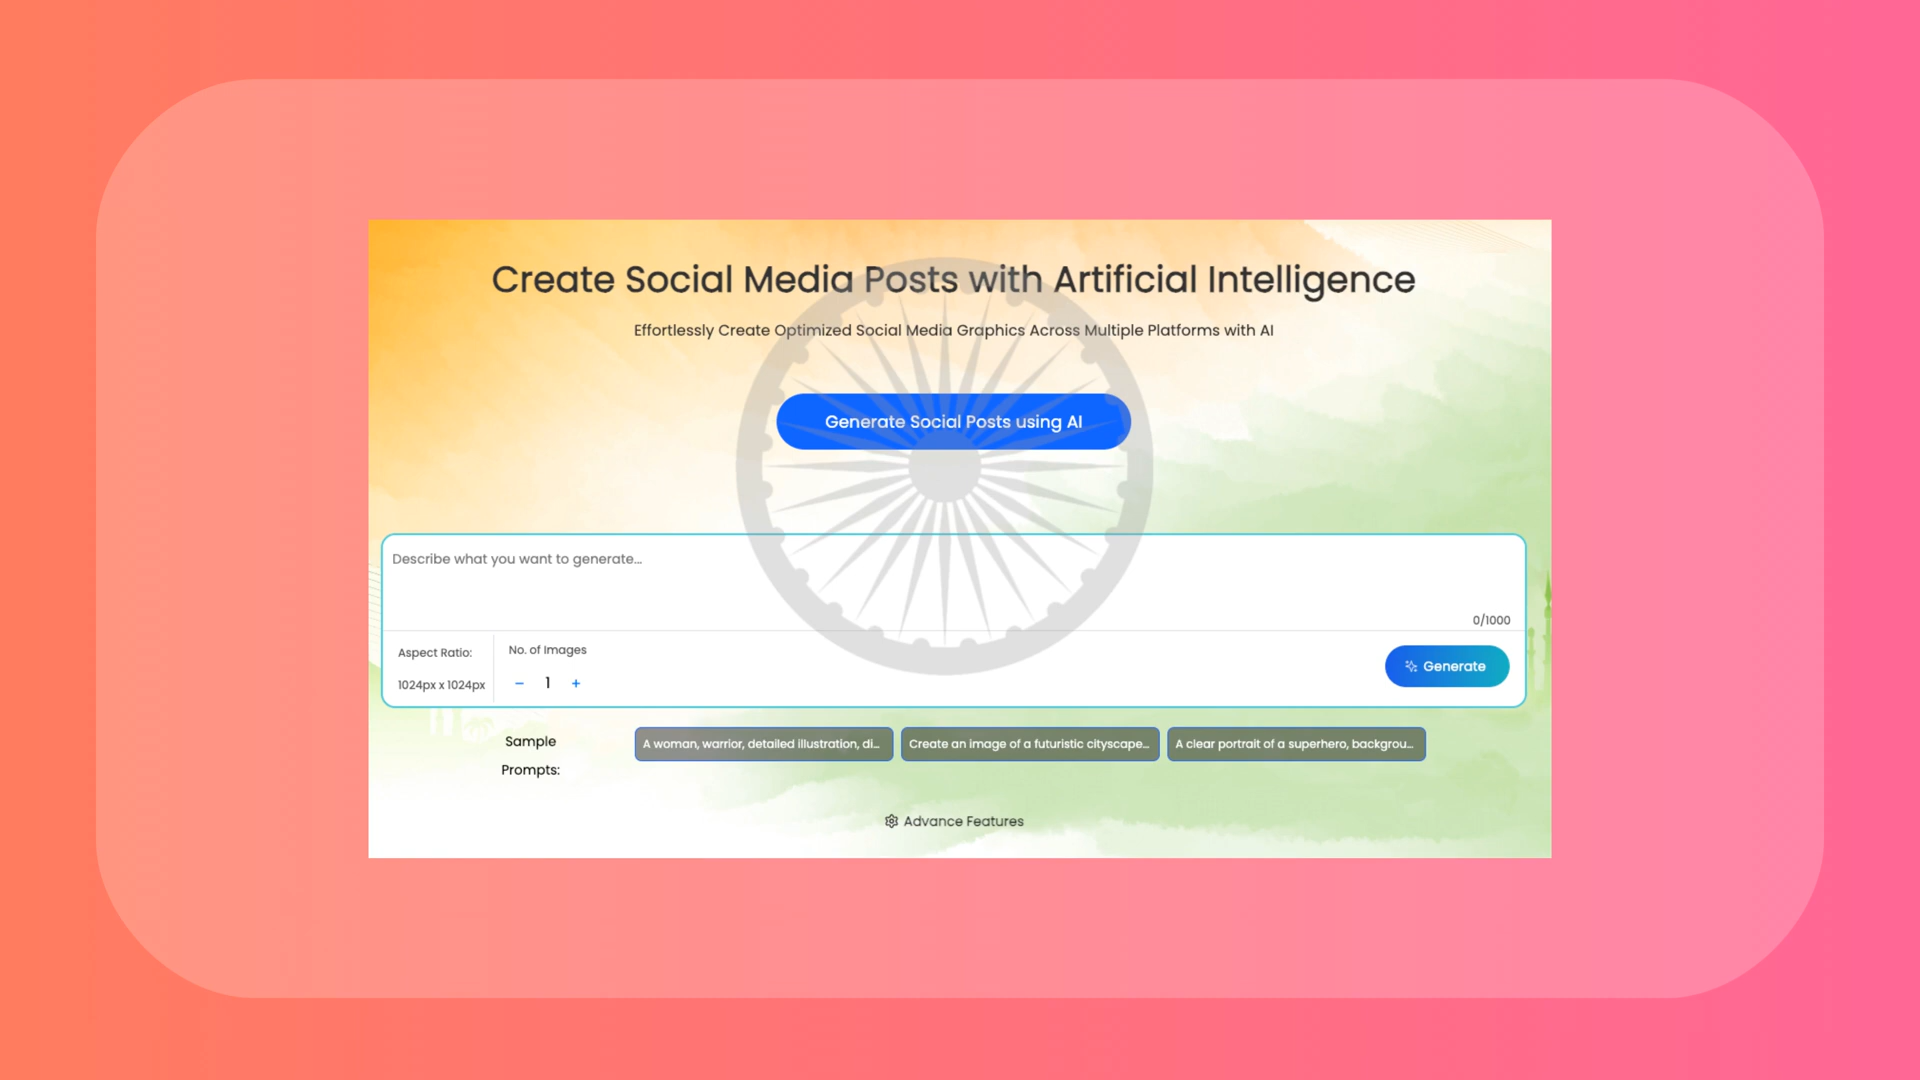 Create Social Media Posts with Artificial Intelligence
Effortlessly Create Optimized Social Media Graphics Across Multiple Platforms with AI
Generate Social Posts using AI
Describe what you want to generate...
0/1000
Aspect Ratio:
1024px x 1024px
No. of Images
− 1 +
Generate
Sample
Prompts:
A woman, warrior, detailed illustration, di...
Create an image of a futuristic cityscape...
A clear portrait of a superhero, backgrou...
Advance Features